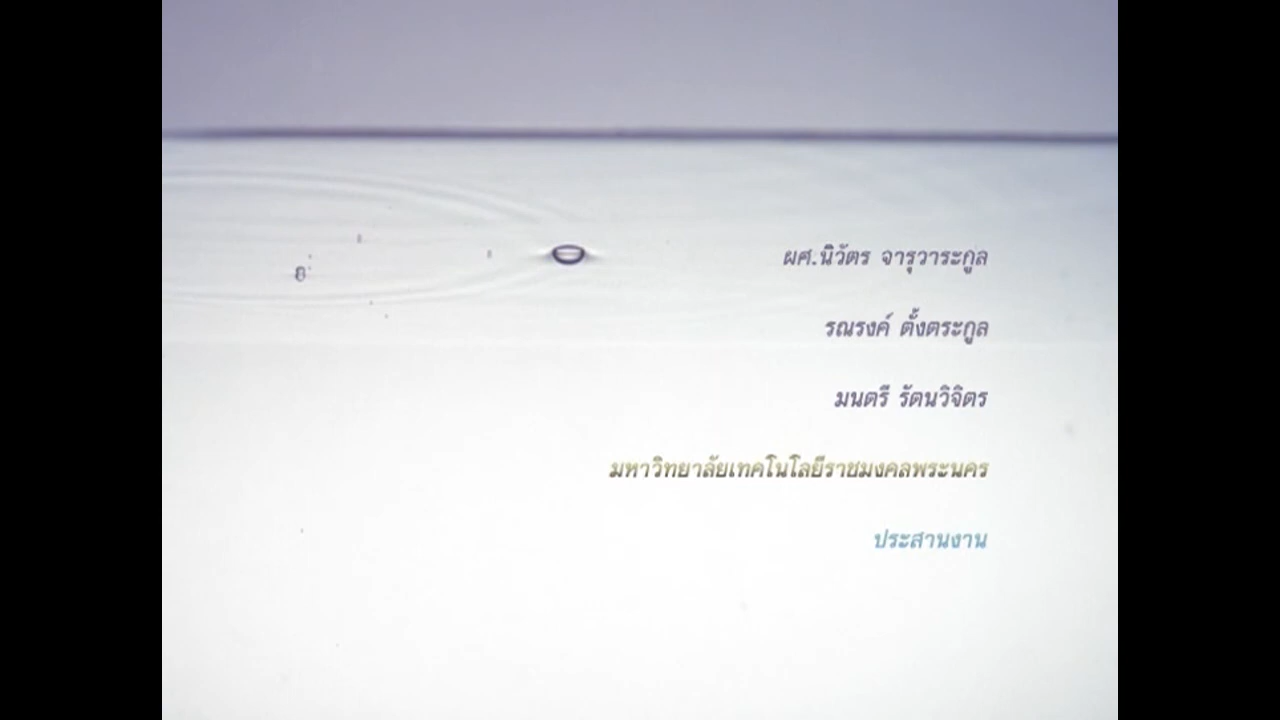 ผศ.นิวัตร จารุวาระกูล
รณรงค์ ตั้งตระกูล
มนตรี รัตนวิจิตร
มหาวิทยาลัยเทคโนโลยีราชมงคลพระนคร
ประสานงาน